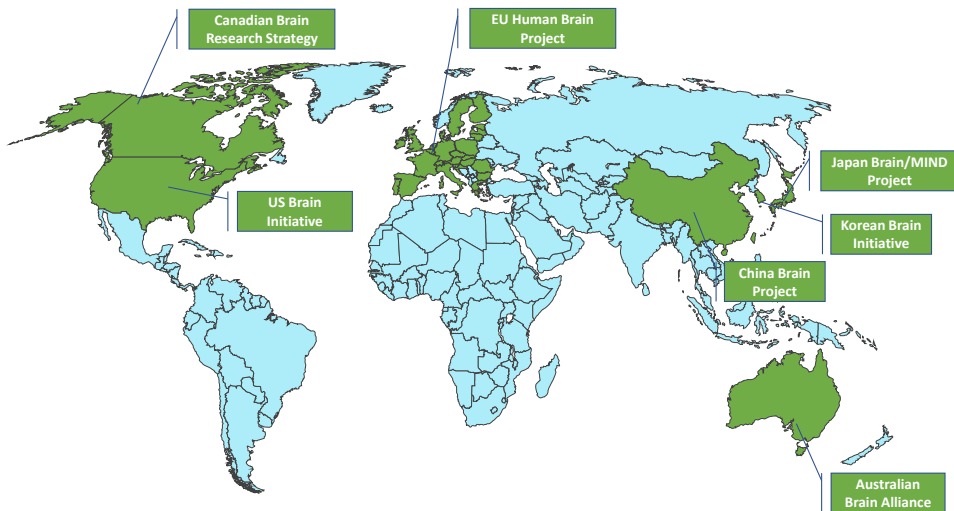 Canadian Brain
Research Strategy
EU Human Brain
Project
Japan Brain/MIND
Project
US Brain
Initiative
Korean Brain
Initiative
China Brain
Project
Australian
Brain Alliance